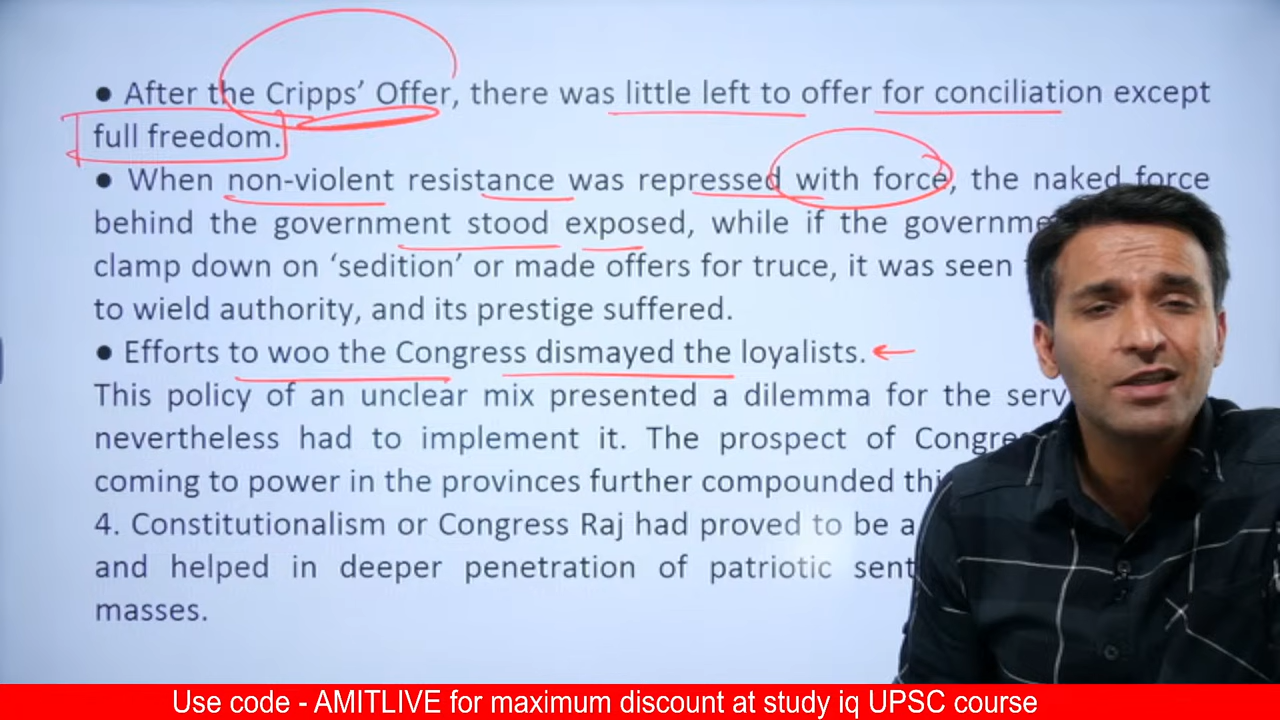 ● After the Cripps’ Offer, there was little left to offer for conciliation except
full freedom.
● When non-violent resistance was repressed with force, the naked force
behind the government stood exposed, while if the
clamp down on ‘sedition’ or made offers for truce, it was seen
to wield authority, and its prestige suffered.
● Efforts to woo the Congress dismayed the loyalists.
This policy of an unclear mix presented a dilemma for the
nevertheless had to implement it. The prospect of
coming to power in the provinces further compounded
4. Constitutionalism or Congress Raj had proved to be a
and helped in deeper penetration of patriotic
masses.
Use code - AMITLIVE for maximum discount at study iq UPSC course